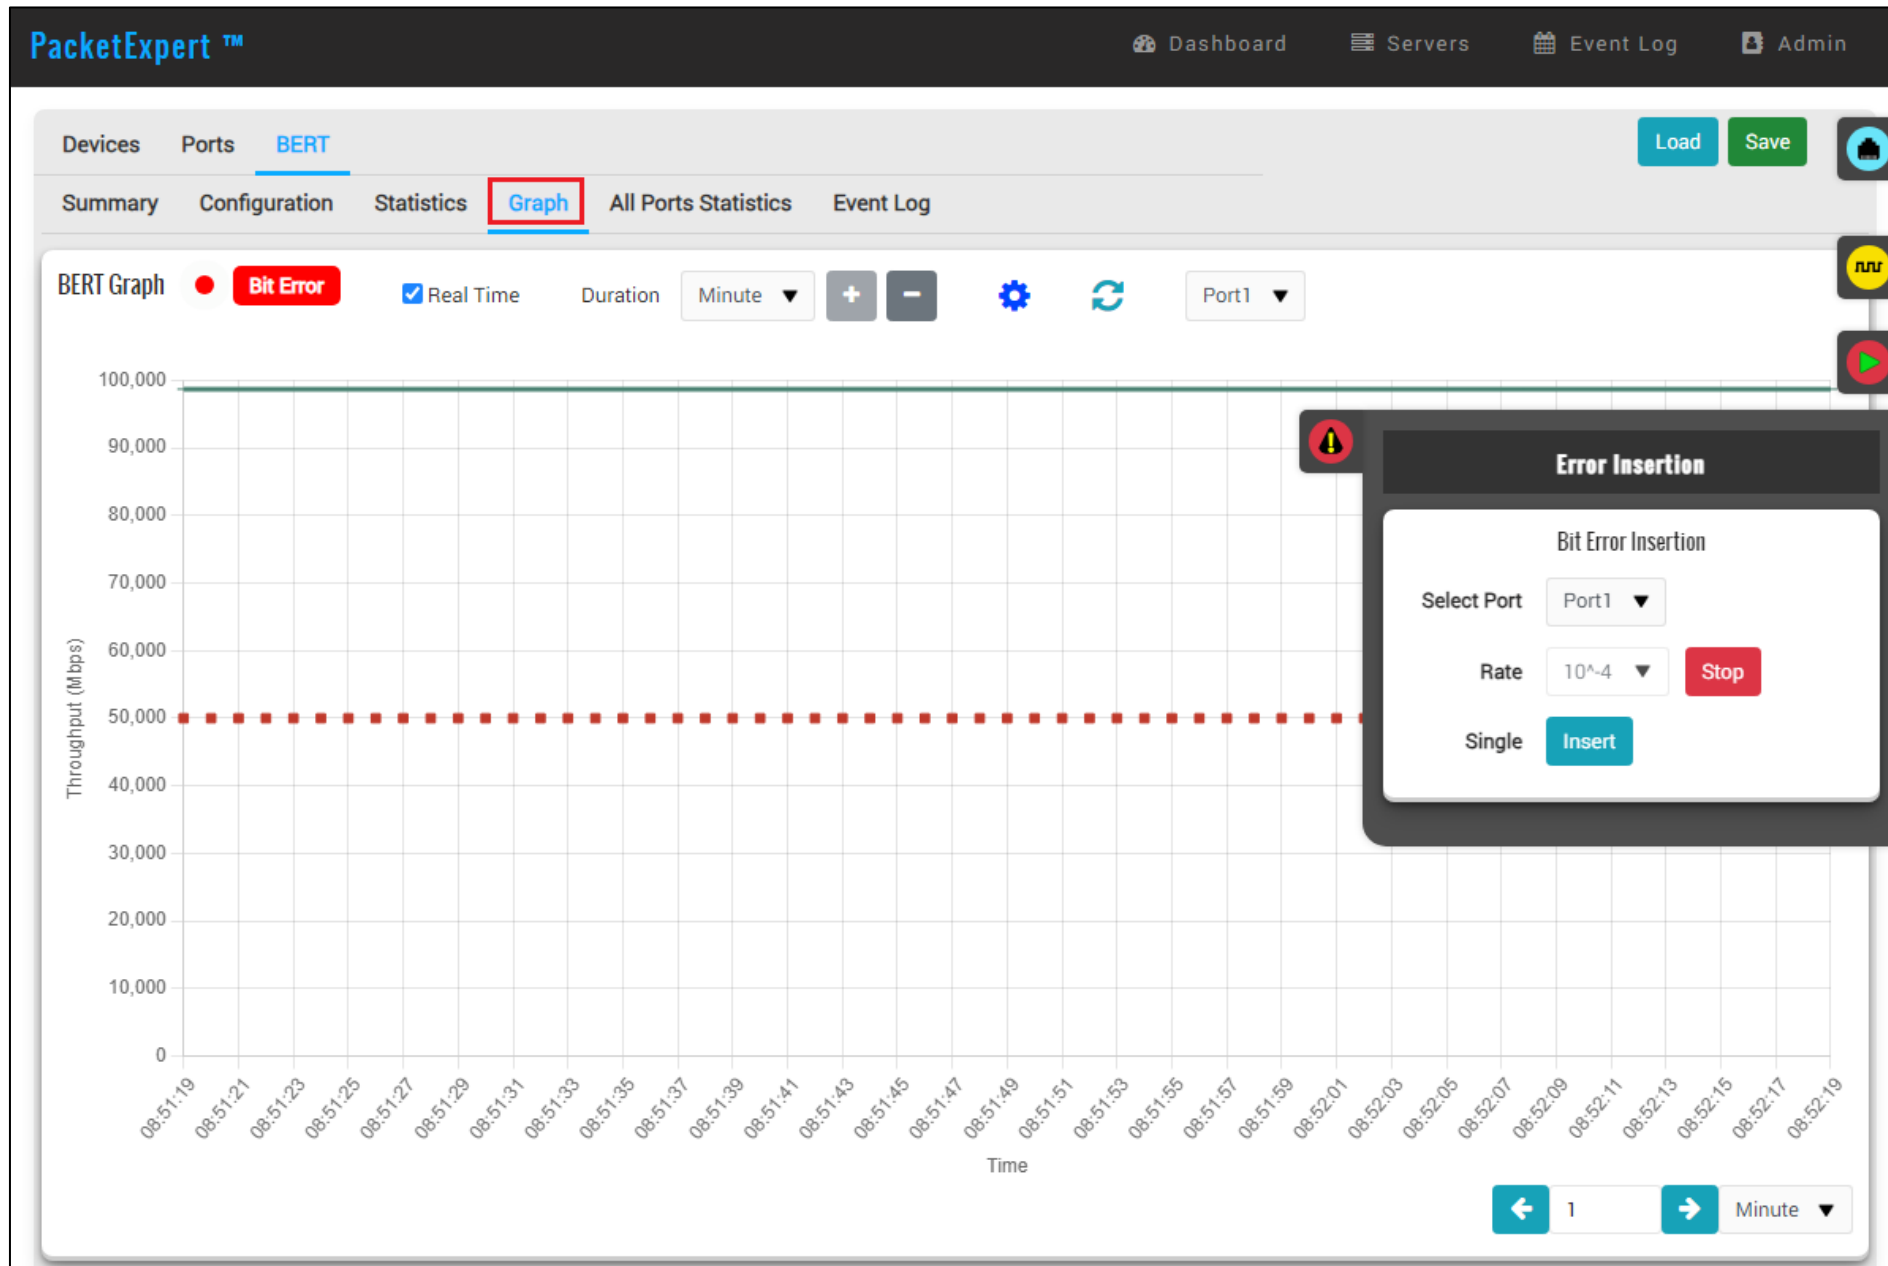 PacketExpert ™
Dashboard
Servers
Event Log
Admin
Devices
Ports
BERT
Load
Save
Summary
Configuration
Statistics
Graph
All Ports Statistics
Event Log
BERT Graph
Bit Error
Real Time
Duration
Minute
+
-
Port1
100,000
90,000
80,000
70,000
60,000
50,000
40,000
30,000
20,000
10,000
0
Throughput (Mbps)
Error Insertion
Bit Error Insertion
Select Port
Port1
Rate
10^-4
Stop
Single
Insert
08:51:19
08:51:21
08:51:23
08:51:25
08:51:27
08:51:29
08:51:31
08:51:33
08:51:35
08:51:37
08:51:39
08:51:41
08:51:43
08:51:45
08:51:47
08:51:49
08:51:51
08:51:53
08:51:55
08:51:57
08:51:59
08:52:01
08:52:03
08:52:05
08:52:07
08:52:09
08:52:11
08:52:13
08:52:15
08:52:17
08:52:19
Time
1
Minute